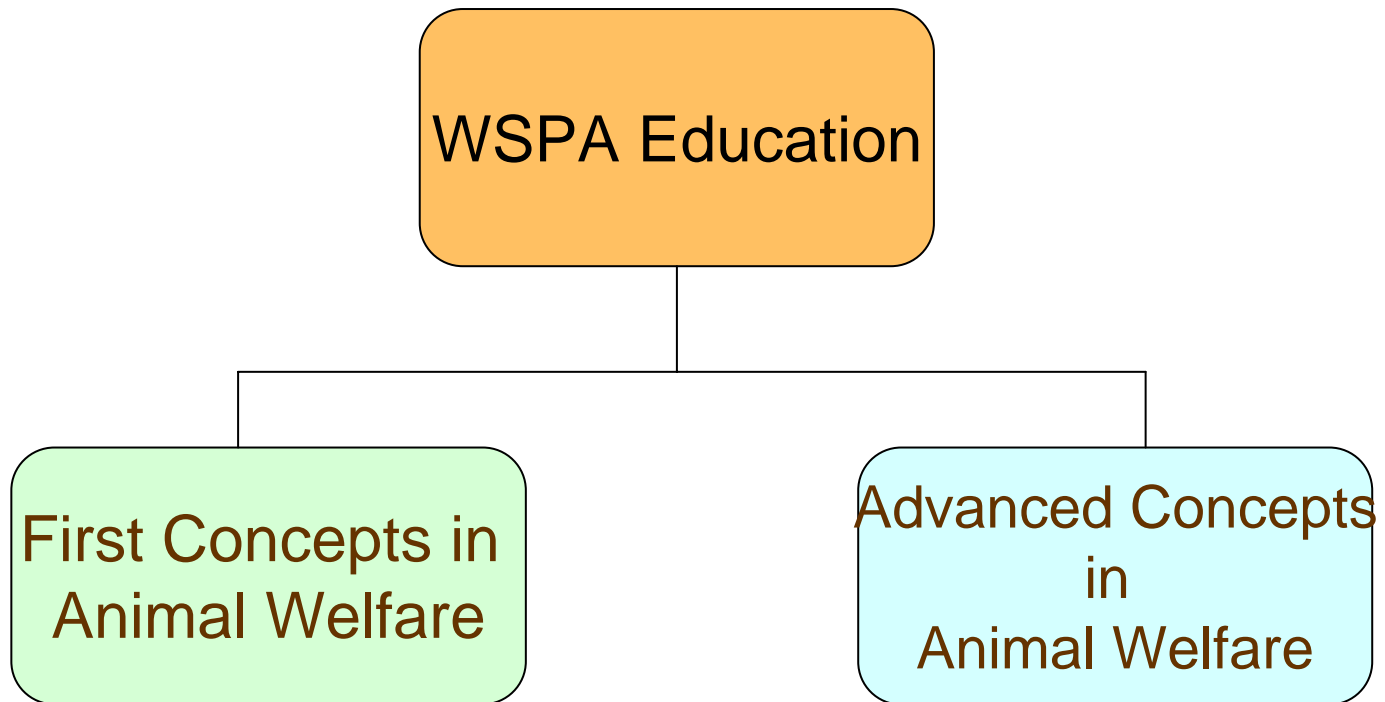 WSPA Education
First Concepts in
Animal Welfare
Advanced Concepts
in
Animal Welfare